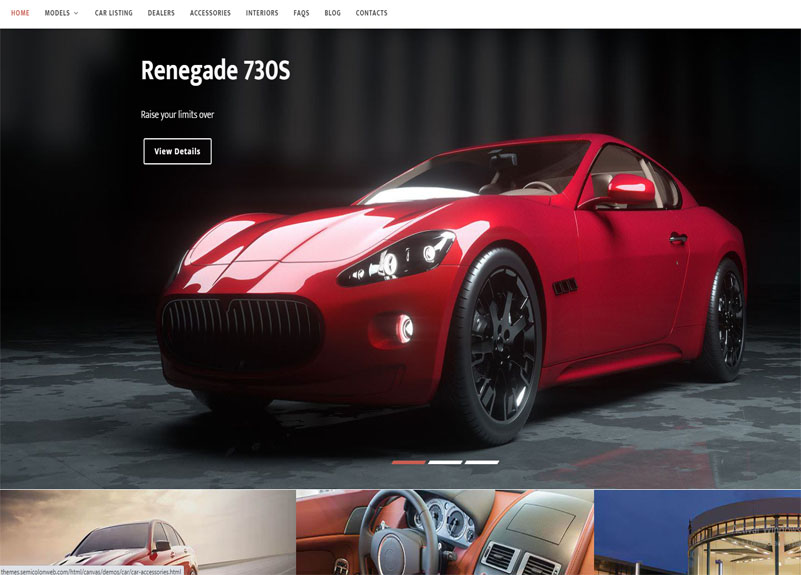 HOME MODELS CAR LISTING DEALERS ACCESSORIES INTERIORS FAQS BLOG CONTACTS
Renegade 730S
Raise your limits over
View Details
themes.semicolonweb.com/html/canvas/demos/car/car-accessories.html